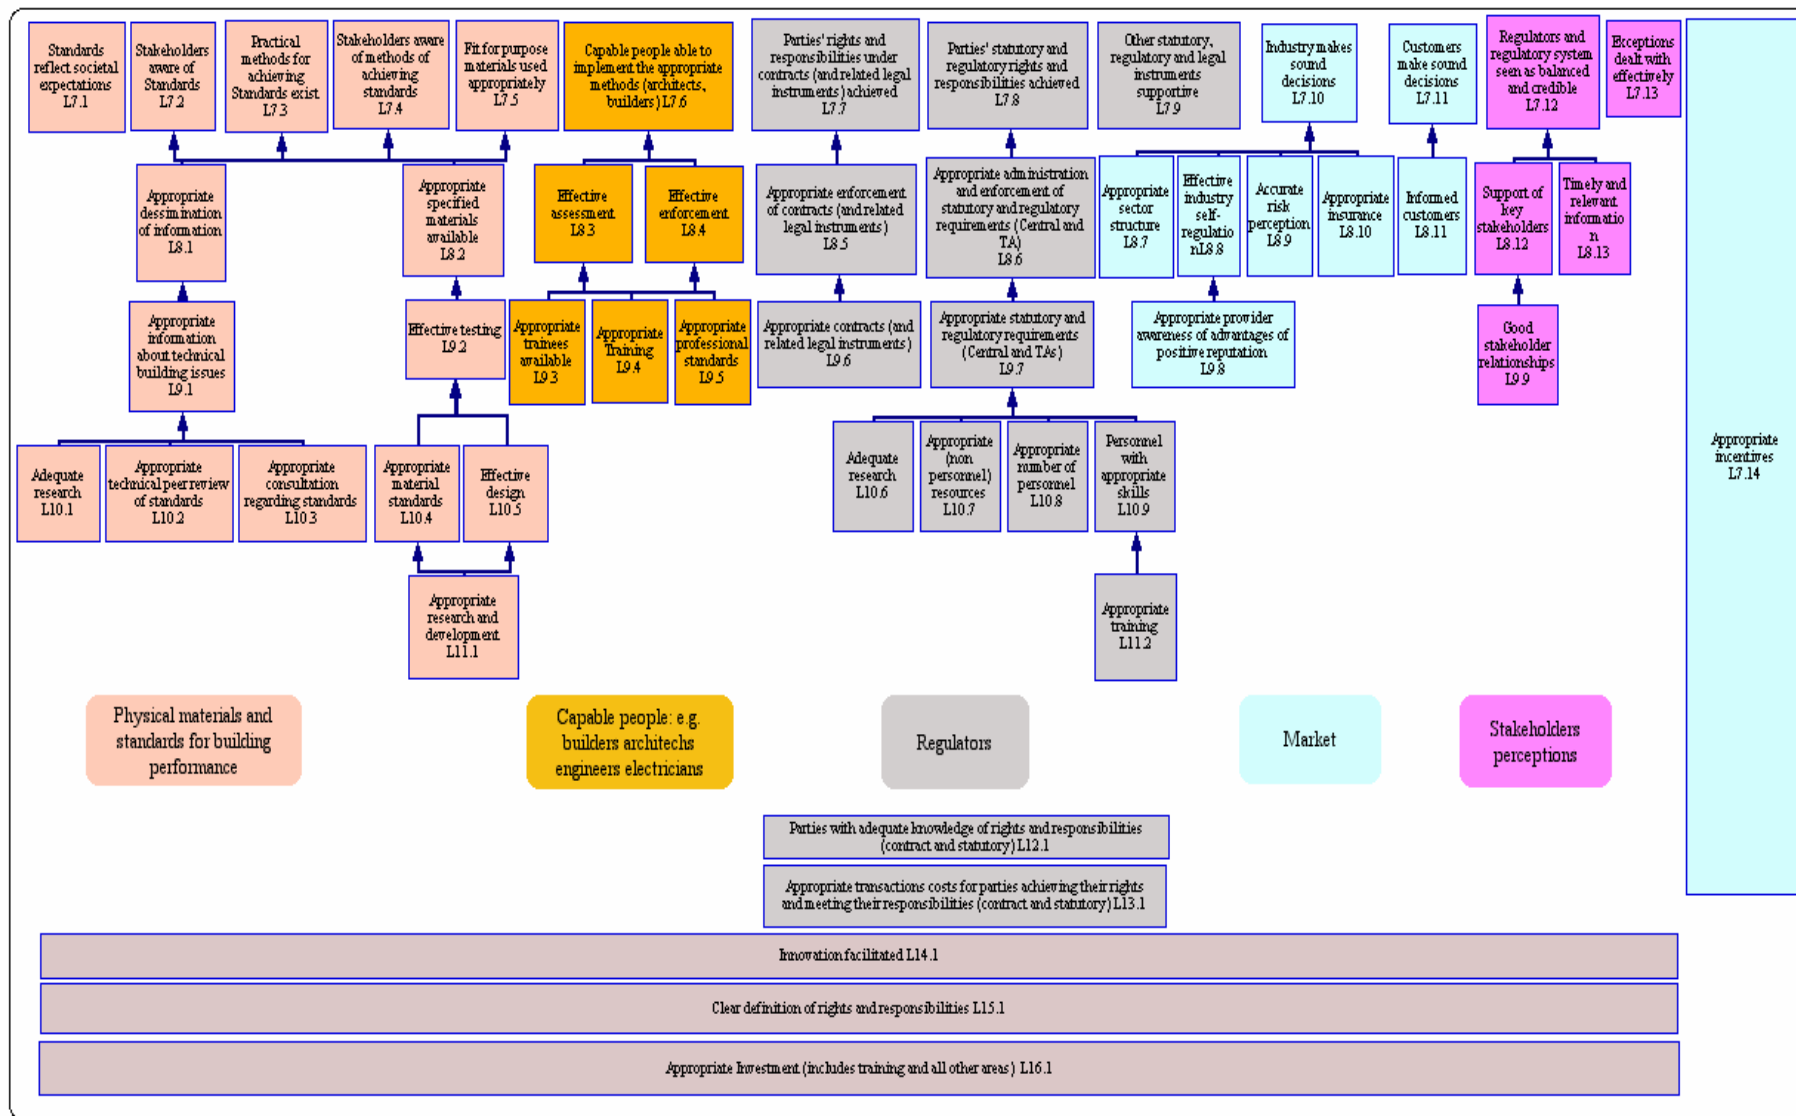 Standards
reflect societal
expectations
L7.1
Stakeholders
aware of
Standards
L7.2
Practical
methods for
achieving
Standards exist
L7.3
Stakeholders aware
of methods of
achieving
standards
L7.4
Fit for purpose
materials used
appropriately
L7.5
Capable people able to
implement the appropriate
methods (architects,
builders) L7.6
Parties' rights and
responsibilities under
contracts (and related legal
instruments) achieved
L7.7
Parties' statutory and
regulatory rights and
responsibilities achieved
L7.8
Other statutory,
regulatory and legal
instruments
supportive
L7.9
Industry makes
sound
decisions
L7.10
Customers
make sound
decisions
L7.11
Regulators and
regulatory system
seen as balanced
and credible
L7.12
Exceptions
dealt with
effectively
L7.13
Appropriate
incentives
L7.14
Appropriate
dessimination
of information
L8.1
Appropriate
specified
materials
available
L8.2
Effective
assessment
L8.3
Effective
enforcement
L8.4
Appropriate enforcement
of contracts (and related
legal instruments)
L8.5
Appropriate administration
and enforcement of
statutory and regulatory
requirements (Central and
TA)
L8.6
Appropriate
sector
structure
L8.7
Effective
industry
self-
regulatio
nL8.8
Accurate
risk
perception
L8.9
Appropriate
insurance
L8.10
Informed
customers
L8.11
Support of
key
stakeholders
L8.12
Timely and
relevant
informatio
n
L8.13
Appropriate
information
about technical
building issues
L9.1
Effective testing
L9.2
Appropriate
trainees
available
L9.3
Appropriate
Training
L9.4
Appropriate
professional
standards
L9.5
Appropriate contracts (and
related legal instruments)
L9.6
Appropriate statutory and
regulatory requirements
(Central and TAs)
L9.7
Appropriate provider
awareness of advantages of
positive reputation
L9.8
Good
stakeholder
relationships
L9.9
Adequate
research
L10.1
Appropriate
technical peer review
of standards
L10.2
Appropriate
consultation
regarding standards
L10.3
Appropriate
material
standards
L10.4
Effective
design
L10.5
Adequate
research
L10.6
Appropriate
(non
personnel)
resources
L10.7
Appropriate
number of
personnel
L10.8
Personnel
with
appropriate
skills
L10.9
Appropriate
research and
development
L11.1
Appropriate
training
L11.2
Physical materials and
standards for building
performance
Capable people: e.g.
builders architechs
engineers electricians
Regulators
Market
Stakeholders
perceptions
Parties with adequate knowledge of rights and responsibilities
(contract and statutory) L12.1
Appropriate transactions costs for parties achieving their rights
and meeting their responsibilities (contract and statutory) L13.1
Innovation facilitated L14.1
Clear definition of rights and responsibilities L15.1
Appropriate Investment (includes training and all other areas) L16.1